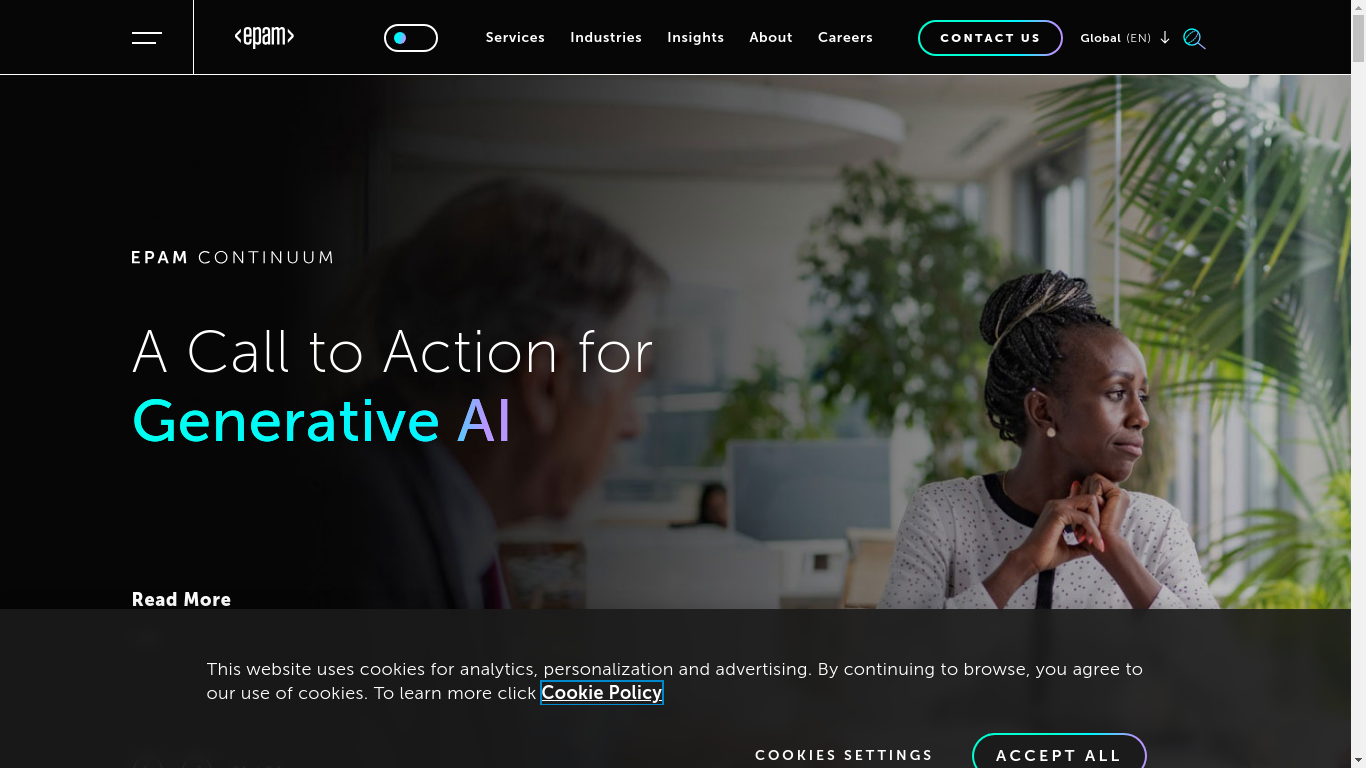 <epam>
Services
Industries
Insights
About
Careers
CONTACT US
Global (EN)
EPAM CONTINUUM
A Call to Action for
Generative AI
Read More
This website uses cookies for analytics, personalization and advertising. By continuing to browse, you agree to
our use of cookies. To learn more click Cookie Policy
COOKIES SETTINGS
ACCEPT ALL